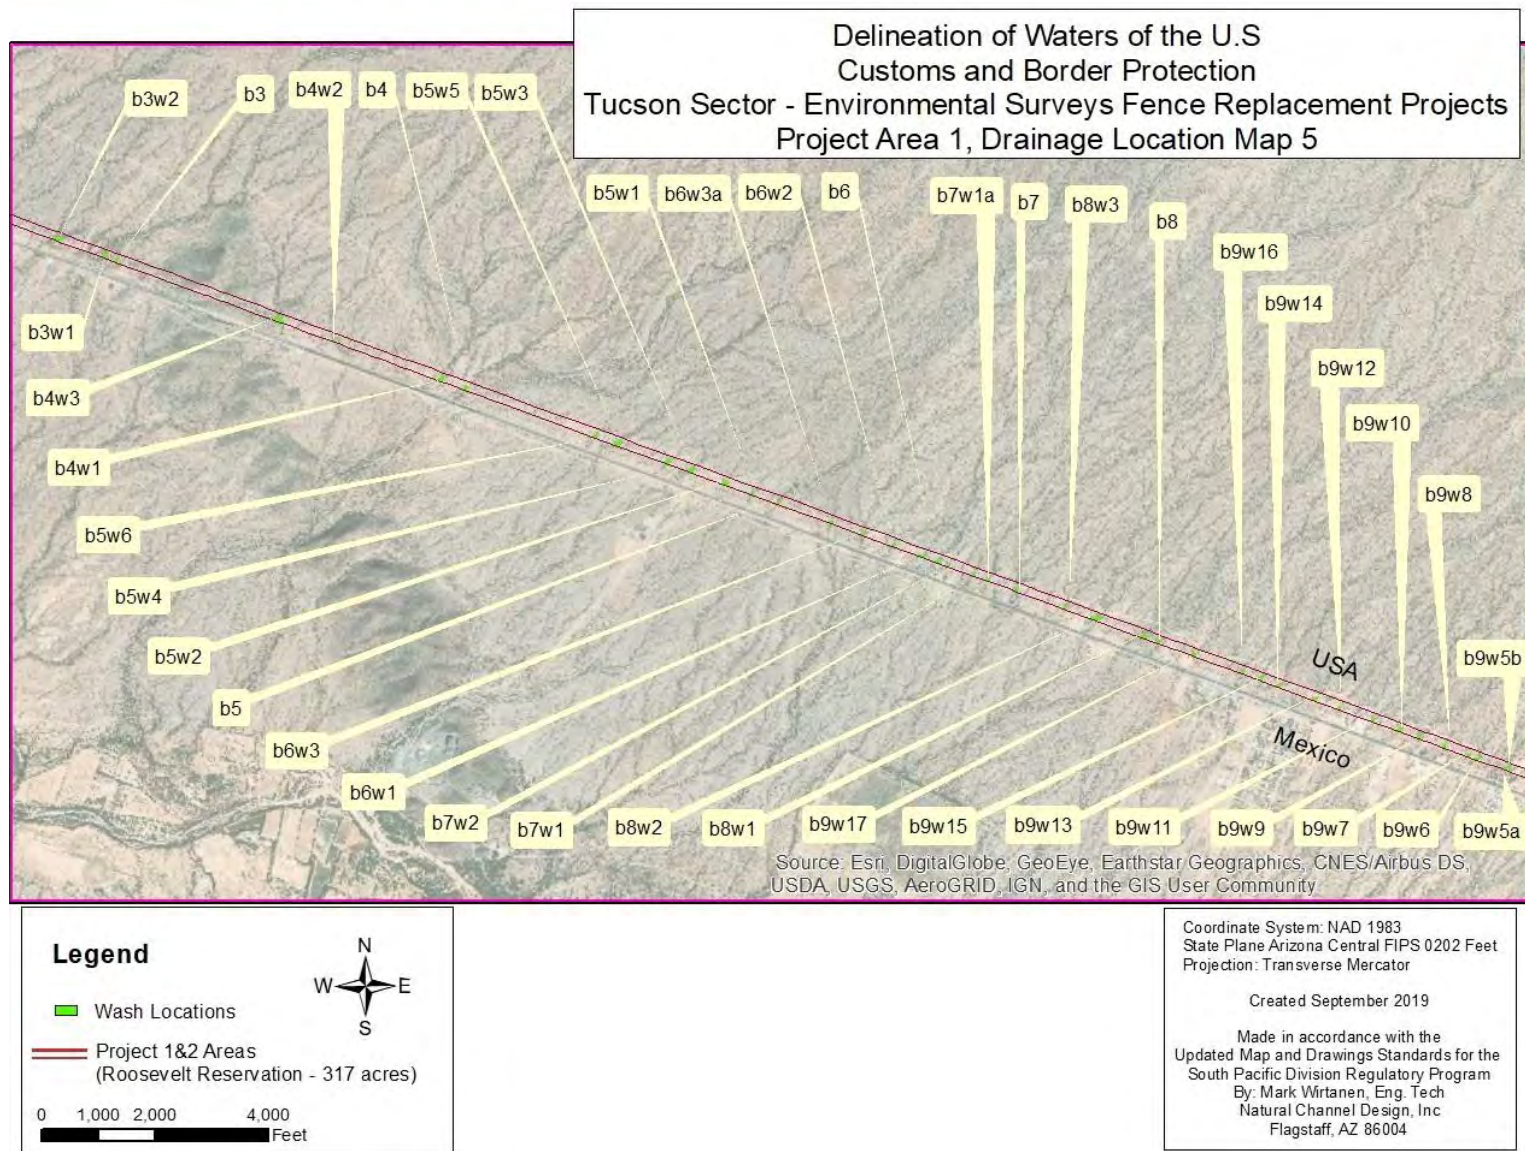 Delineation of Waters of the U.S
Customs and Border Protection
Tucson Sector - Environmental Surveys Fence Replacement Projects
Project Area 1, Drainage Location Map 5
b3w2
b3
b4w2
b4
b5w5
b5w3
b5w1
b6w3a
b6w2
b6
b7w1a
b7
b8w3
b8
b9w16
b9w14
b9w12
b9w10
b9w8
b9w5b
b3w1
b4w3
b4w1
b5w6
b5w4
b5w2
b5
b6w3
b6w1
b7w2
b7w1
b8w2
b8w1
b9w17
b9w15
b9w13
b9w11
b9w9
b9w7
b9w6
b9w5a
USA
Mexico
Source: Esri, DigitalGlobe, GeoEye, Earthstar Geographics, CNES/Airbus DS,
USDA, USGS, AeroGRID, IGN, and the GIS User Community
Legend
N
W E
S
Wash Locations
Project 1&2 Areas
(Roosevelt Reservation - 317 acres)
0 1,000 2,000 4,000
Feet
Coordinate System: NAD 1983
State Plane Arizona Central FIPS 0202 Feet
Projection: Transverse Mercator
Created September 2019
Made in accordance with the
Updated Map and Drawings Standards for the
South Pacific Division Regulatory Program
By: Mark Wirtanen, Eng. Tech
Natural Channel Design, Inc
Flagstaff, AZ 86004